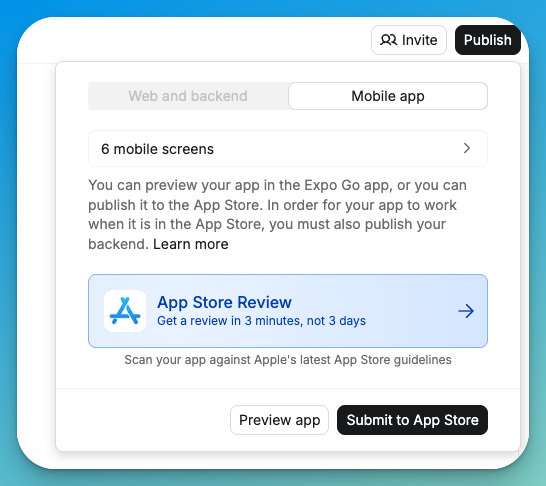 Invite
Publish
Web and backend
Mobile app
6 mobile screens
You can preview your app in the Expo Go app, or you can
publish it to the App Store. In order for your app to work
when it is in the App Store, you must also publish your
backend. Learn more
App Store Review
Get a review in 3 minutes, not 3 days
Scan your app against Apple's latest App Store guidelines
Preview app
Submit to App Store